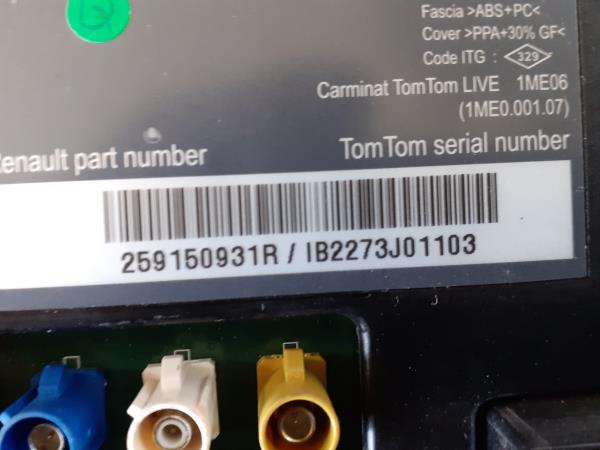 Fascia >ABS+PC<
Cover >PPA+30% GF<
Code ITG : 329
Carminat TomTom LIVE 1ME06
(1ME0.001.07)
Renault part number
TomTom serial number
259150931R / IB2273J01103